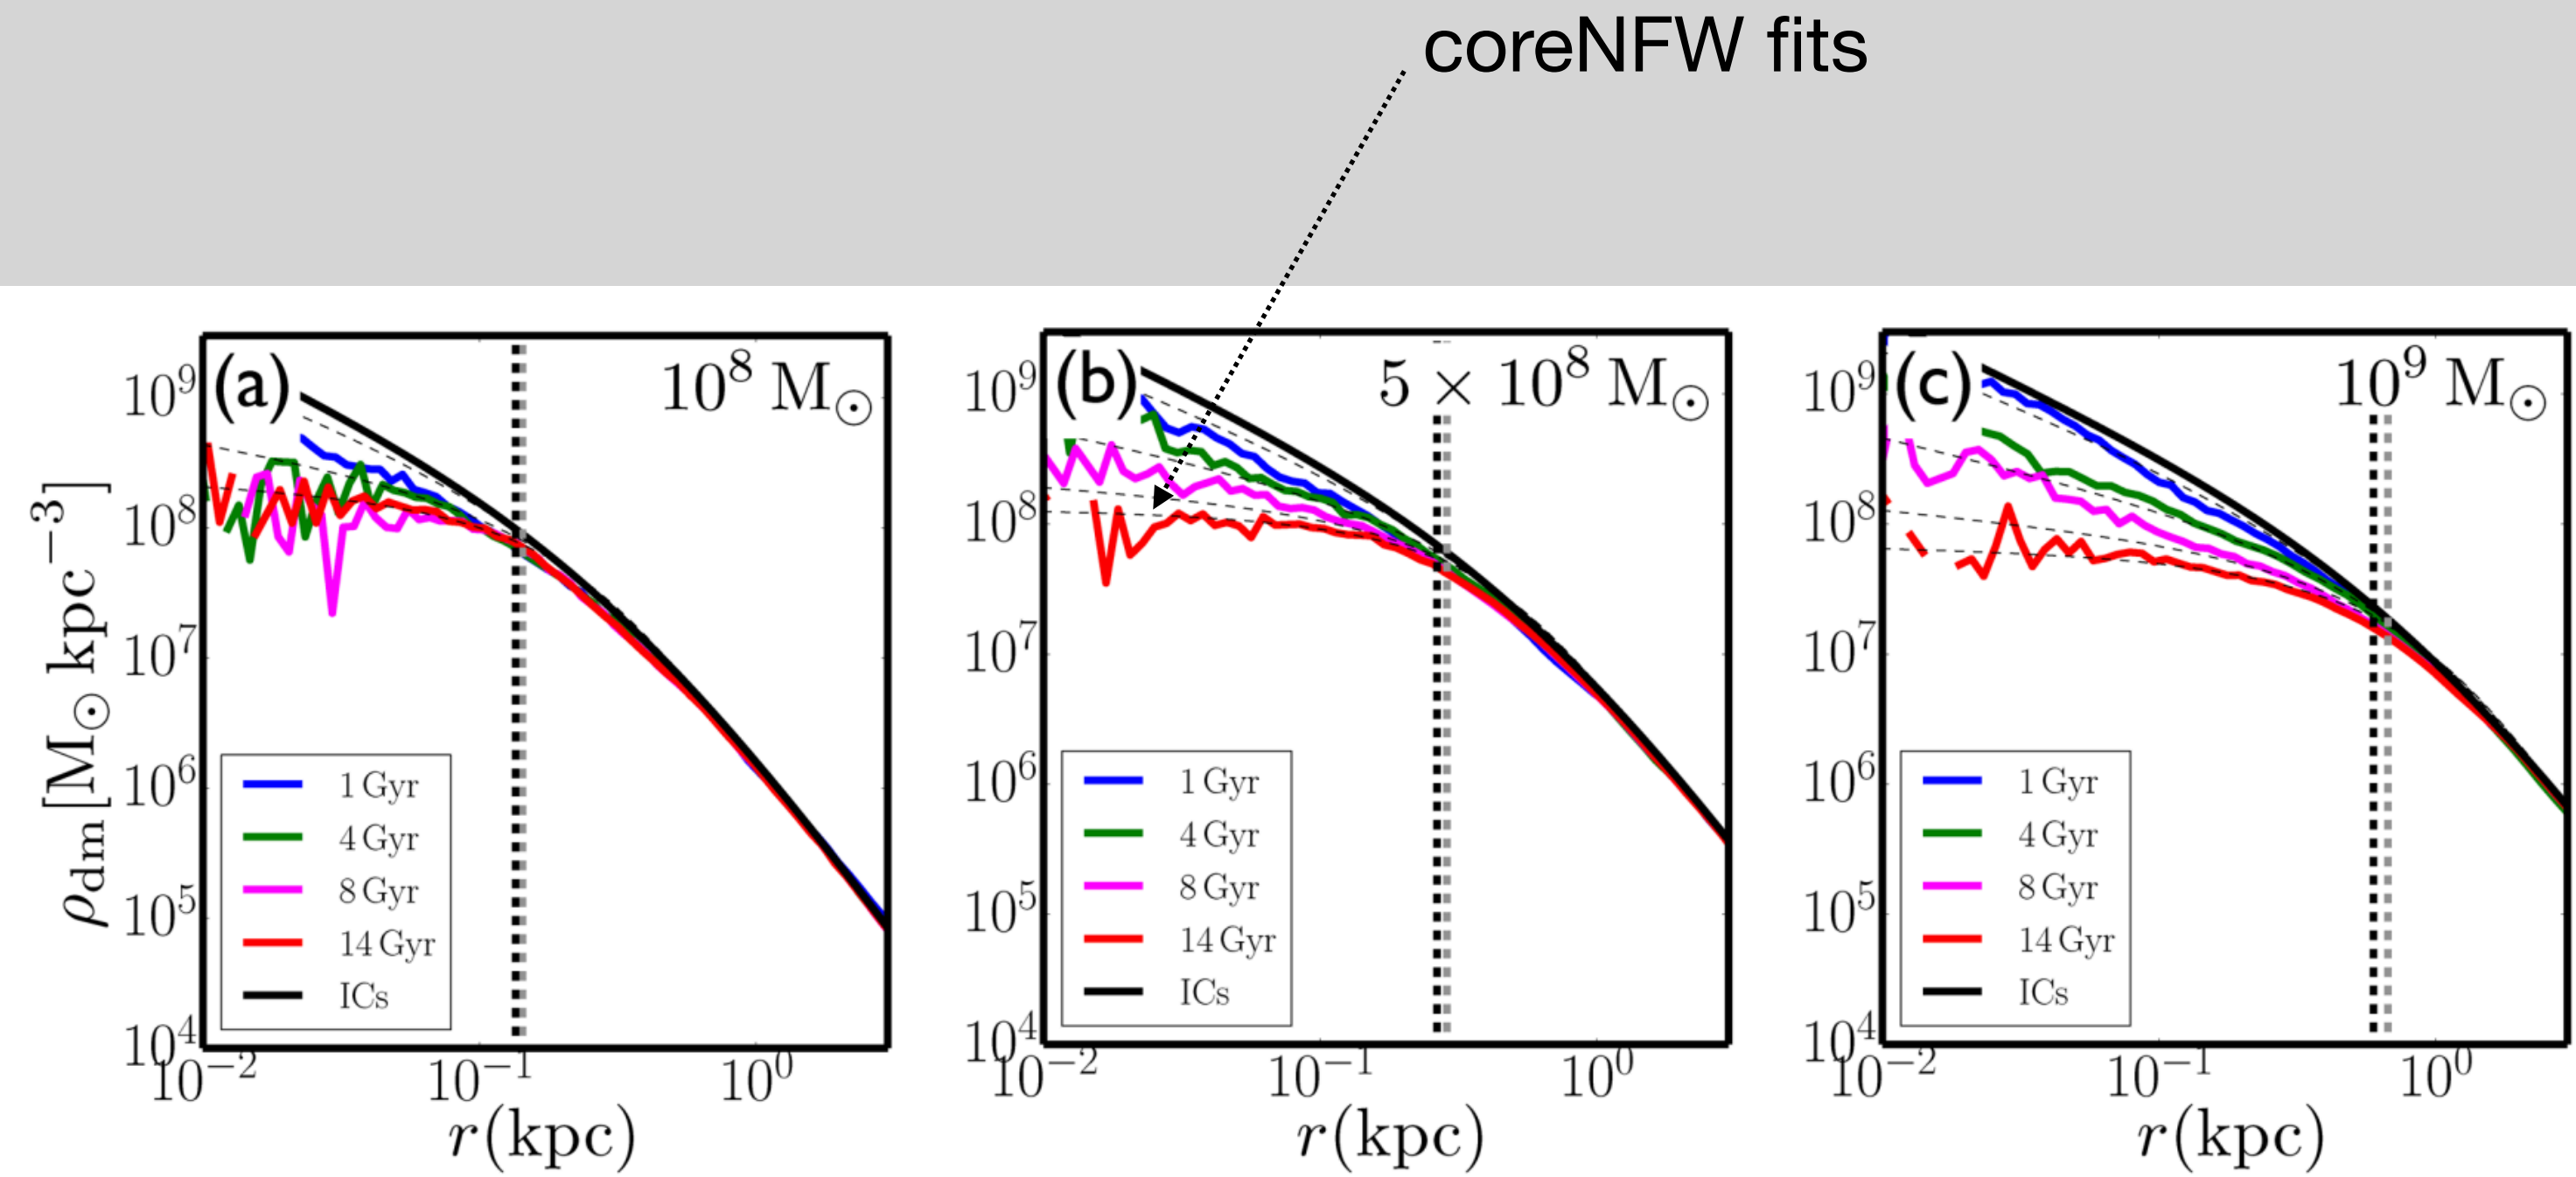 coreNFW fits
ρ_dm [M_⊙ kpc^−3]
(a)
10^8 M_⊙
10^9
10^8
10^7
10^6
10^5
10^4
1 Gyr
4 Gyr
8 Gyr
14 Gyr
ICs
10^−2
10^−1
10^0
r(kpc)
(b)
5 × 10^8 M_⊙
10^9
10^8
10^7
10^6
10^5
10^4
1 Gyr
4 Gyr
8 Gyr
14 Gyr
ICs
10^−2
10^−1
10^0
r(kpc)
(c)
10^9 M_⊙
10^9
10^8
10^7
10^6
10^5
10^4
1 Gyr
4 Gyr
8 Gyr
14 Gyr
ICs
10^−2
10^−1
10^0
r(kpc)